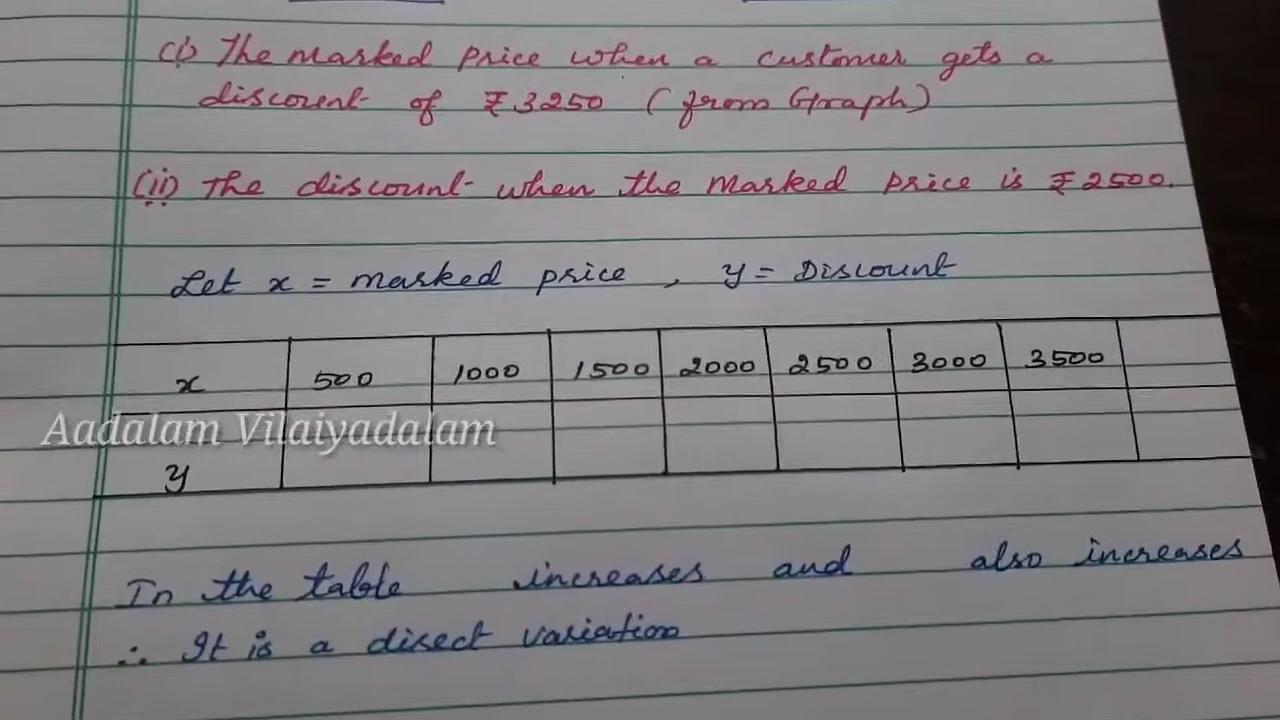 (i) The marked price when a customer gets a
discount of ₹3250 (from Graph)
(ii) The discount when the marked price is ₹2500.
Let x = marked price , y = Discount
x 500 1000 1500 2000 2500 3000 3500
Aadalam Vilaiyadalam
y
In the table increases and also increases
∴ It is a direct variation